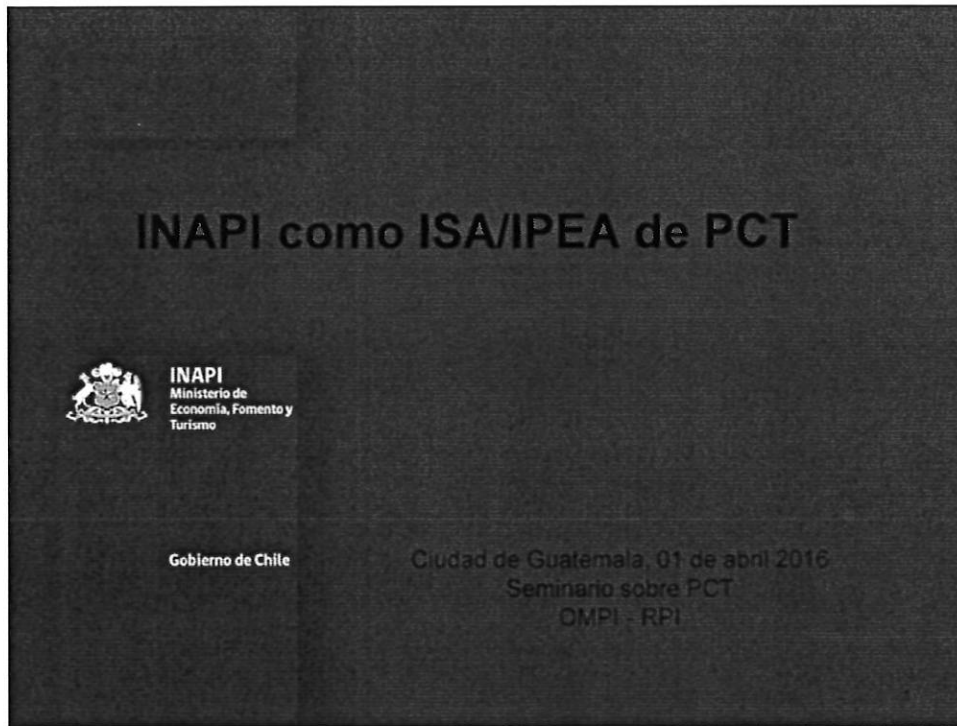 INAPI como ISA/IPEA de PCT
INAPI
Ministerio de
Economía, Fomento y
Turismo
Gobierno de Chile
Ciudad de Guatemala, 01 de abril 2016
Seminario sobre PCT
OMPI - RPI